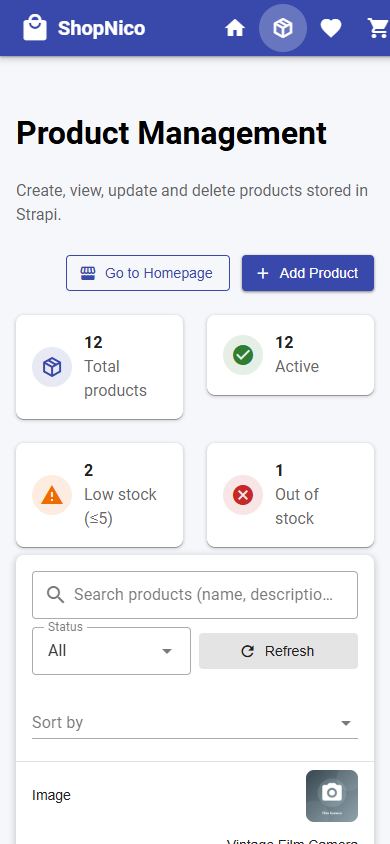 ShopNico
Product Management
Create, view, update and delete products stored in
Strapi.
Go to Homepage
Add Product
12
Total
products
12
Active
2
Low stock
(≤5)
1
Out of
stock
Search products (name, descriptio...
Status
All
Refresh
Sort by
Image
Vintage Film Camera